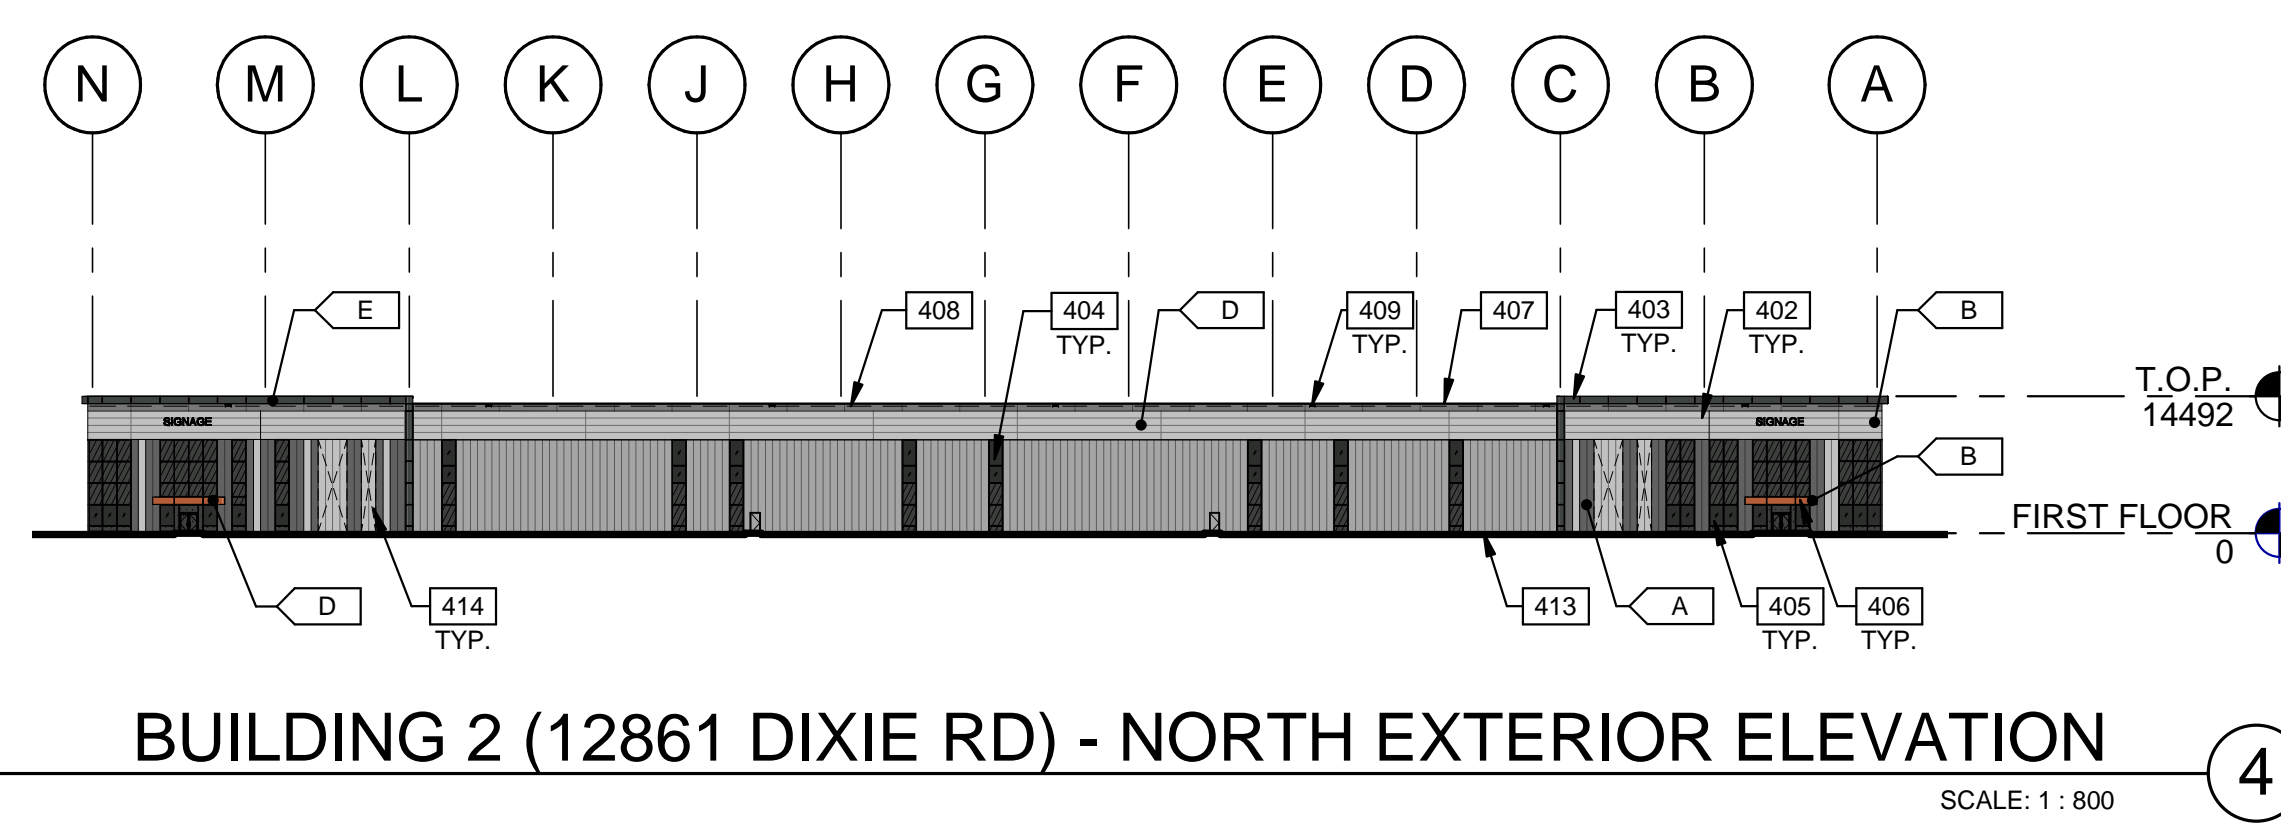 N M L K J H G F E D C B A
E 408 404 D 409 407 403 402 B
TYP. TYP. TYP. TYP.
T.O.P.
14492
SIGNAGE SIGNAGE
B
FIRST FLOOR
0
D 414 413 A 405 406
TYP. TYP. TYP.
BUILDING 2 (12861 DIXIE RD) - NORTH EXTERIOR ELEVATION
4
SCALE: 1 : 800